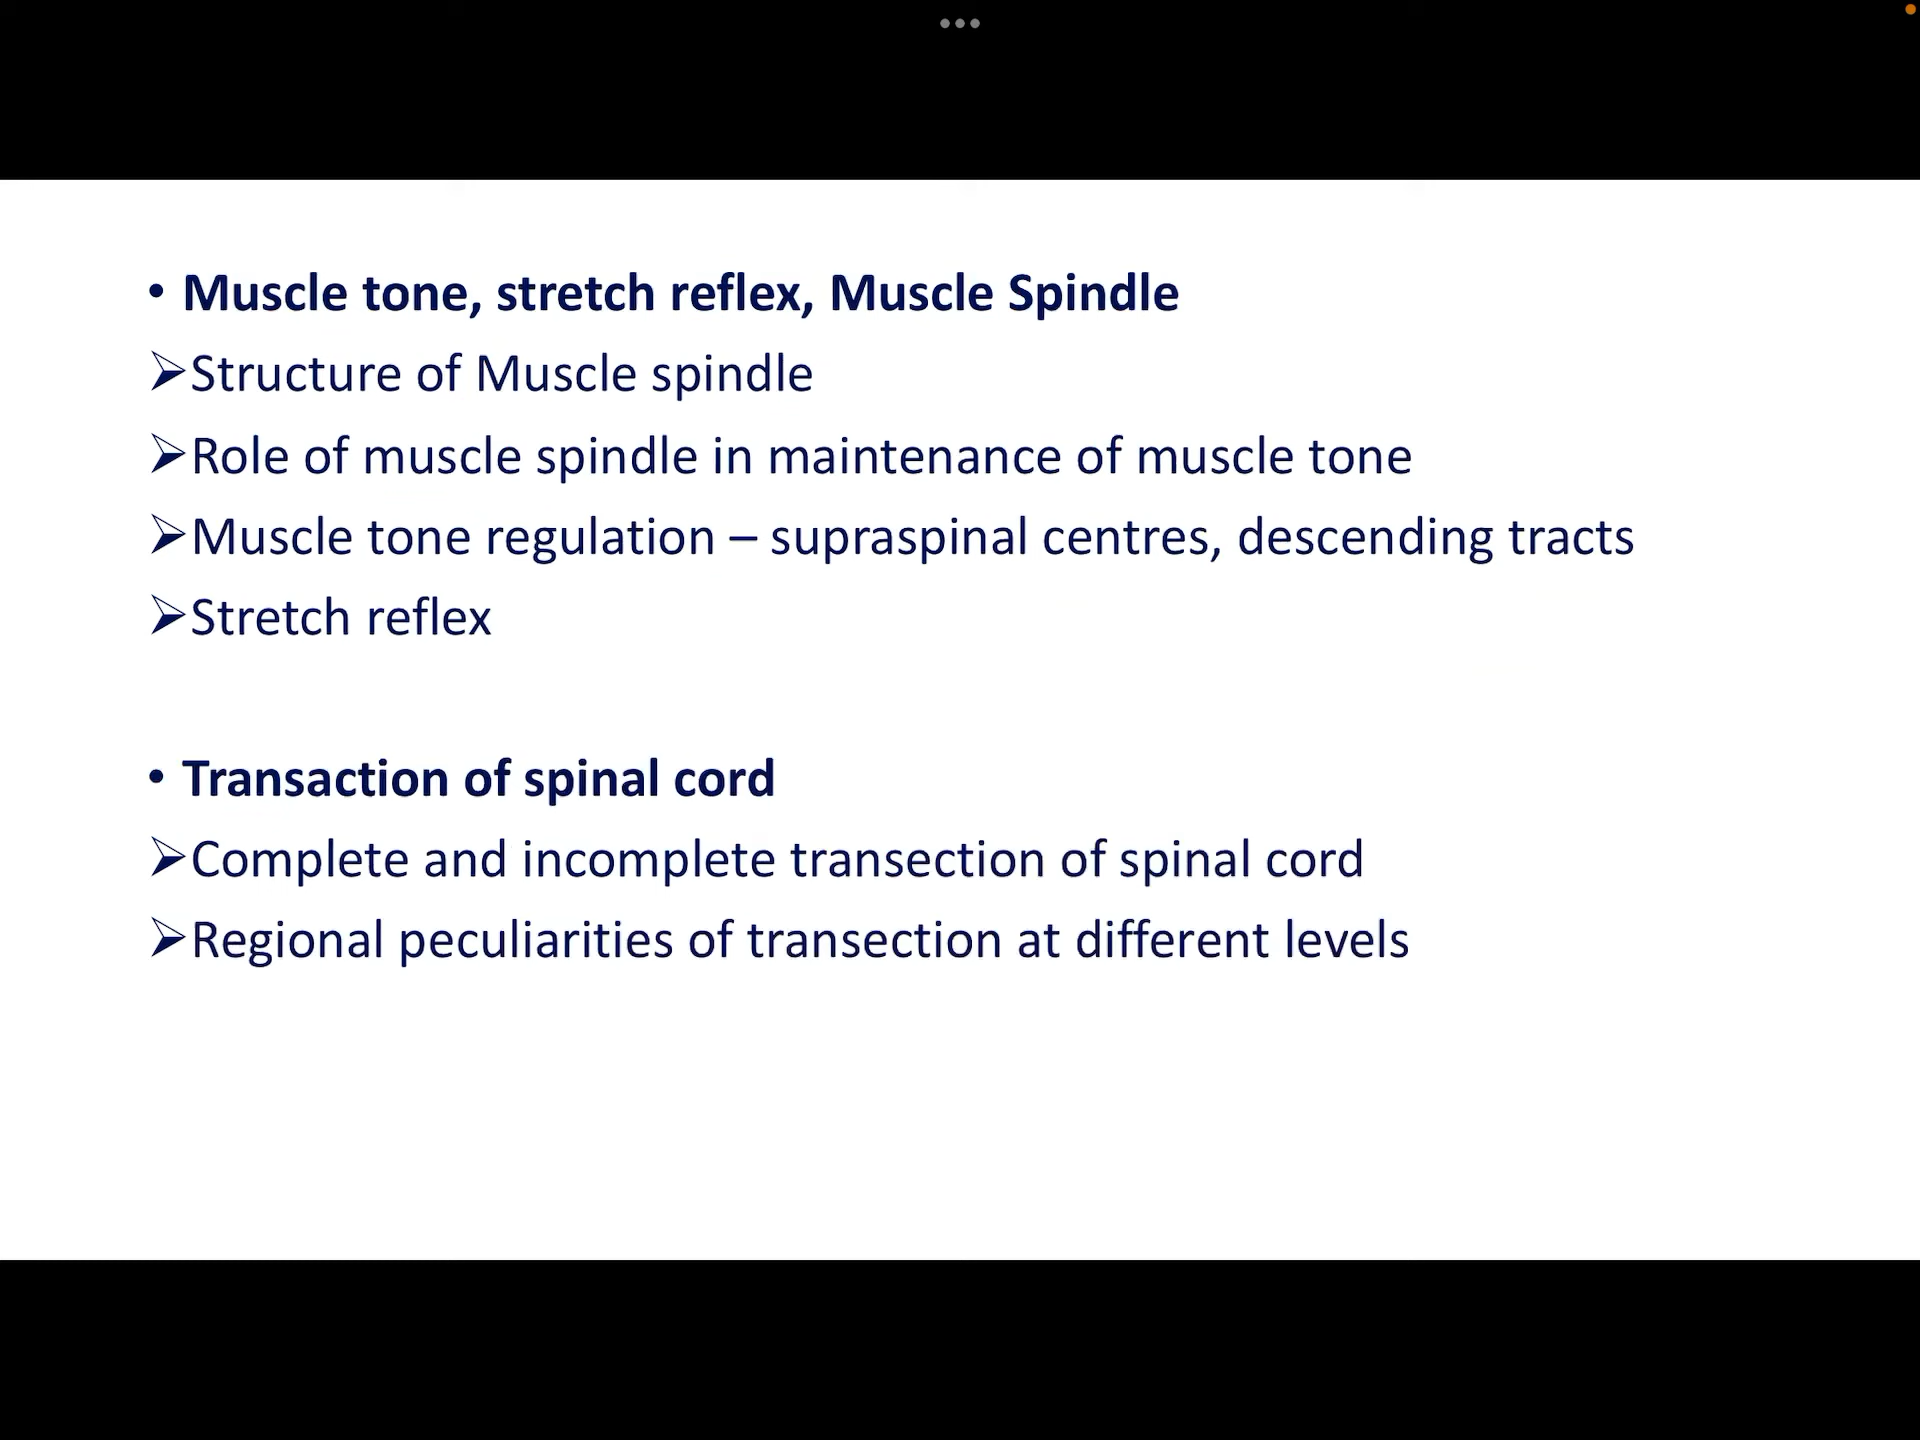 • Muscle tone, stretch reflex, Muscle Spindle
➢Structure of Muscle spindle
➢Role of muscle spindle in maintenance of muscle tone
➢Muscle tone regulation – supraspinal centres, descending tracts
➢Stretch reflex
• Transaction of spinal cord
➢Complete and incomplete transection of spinal cord
➢Regional peculiarities of transection at different levels